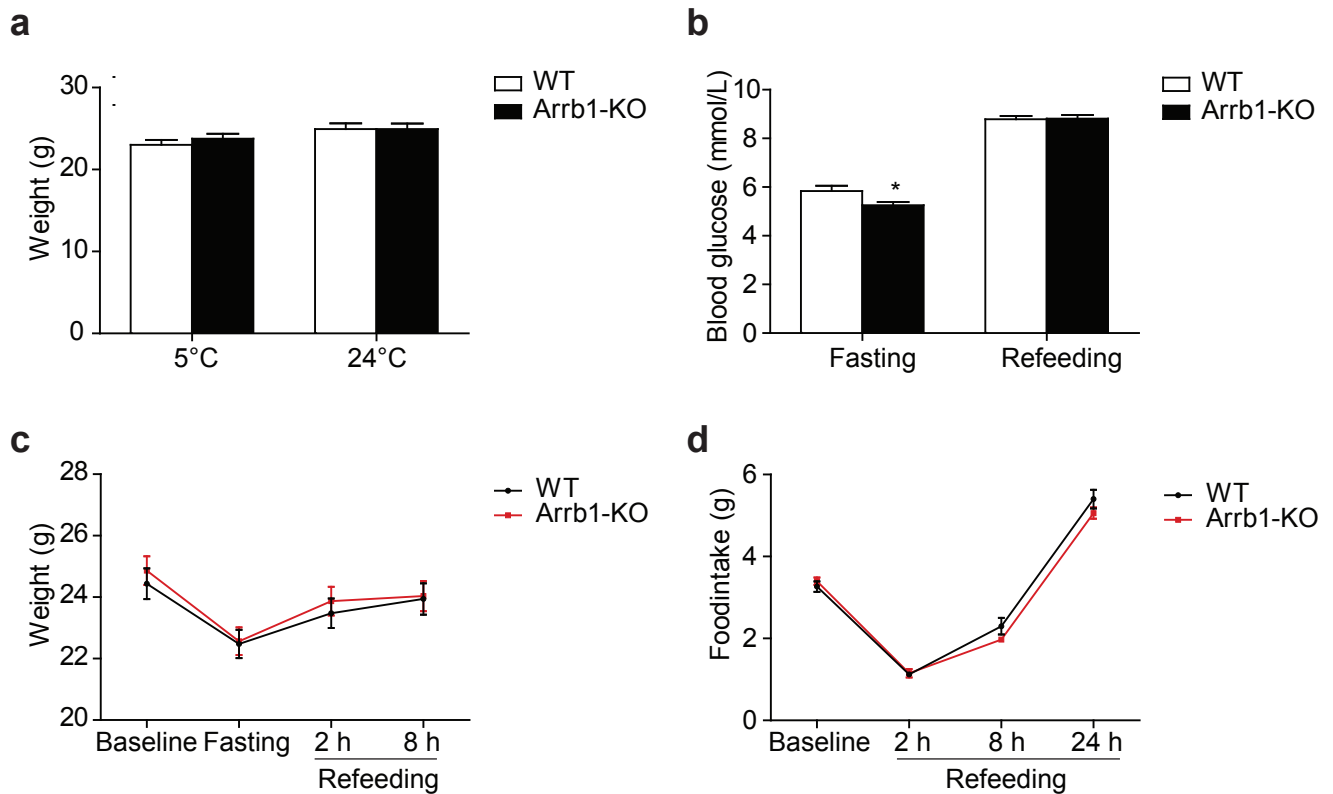 a
WT
Arrb1-KO
Weight (g)
30
20
10
0
5°C
24°C
b
WT
Arrb1-KO
Blood glucose (mmol/L)
10
8
6
4
2
0
*
Fasting
Refeeding
c
WT
Arrb1-KO
Weight (g)
28
26
24
22
20
Baseline Fasting 2 h 8 h
Refeeding
d
WT
Arrb1-KO
Foodintake (g)
6
4
2
0
Baseline 2 h 8 h 24 h
Refeeding